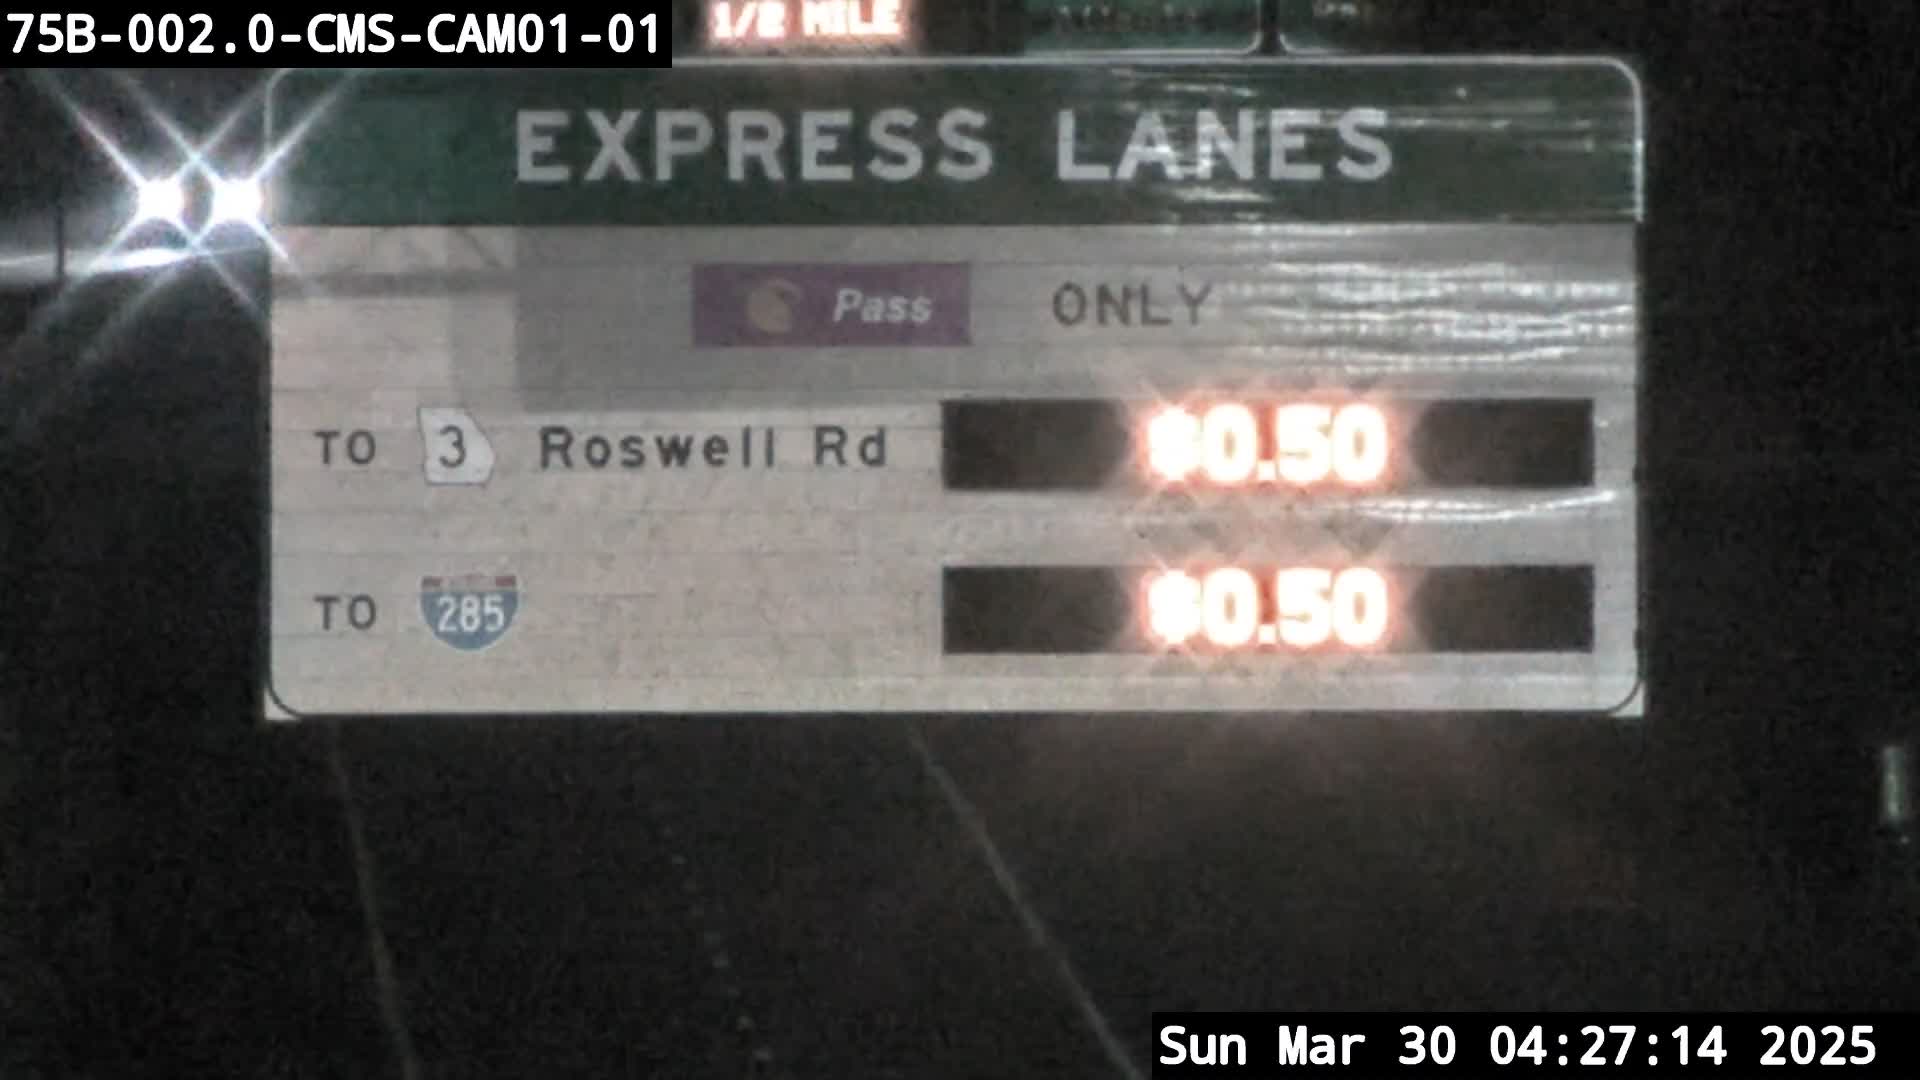 75B-002.0-CMS-CAM01-01
1/2 MILE
EXPRESS LANES
Pass ONLY
TO 3 Roswell Rd $0.50
TO 285 $0.50
Sun Mar 30 04:27:14 2025